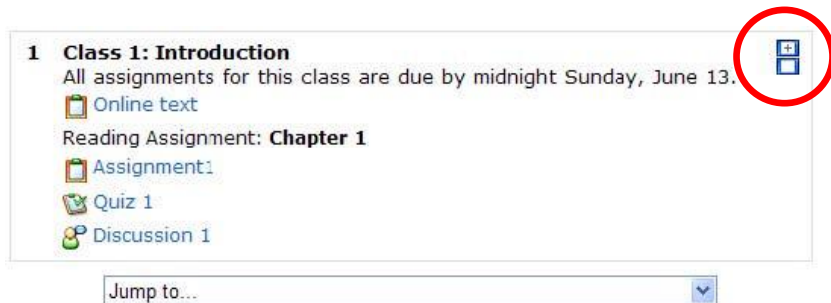 1 Class 1: Introduction
All assignments for this class are due by midnight Sunday, June 13.
Online text
Reading Assignment: Chapter 1
Assignment1
Quiz 1
Discussion 1
Jump to...